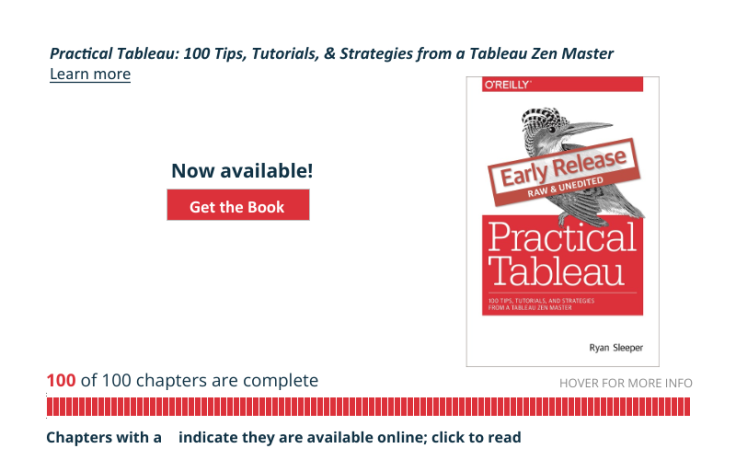 Practical Tableau: 100 Tips, Tutorials, & Strategies from a Tableau Zen Master
Learn more
O'REILLY®
Early Release
RAW & UNEDITED
Now available!
Get the Book
Practical
Tableau
100 TIPS, TUTORIALS, AND STRATEGIES
FROM A TABLEAU ZEN MASTER
Ryan Sleeper
100 of 100 chapters are complete
HOVER FOR MORE INFO
Chapters with a indicate they are available online; click to read